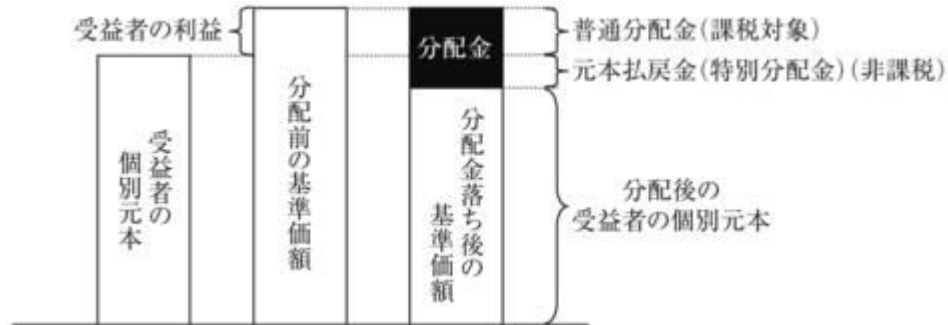 受益者の利益
分配金
普通分配金(課税対象)
元本払戻金(特別分配金)(非課税)
受益者の
個別元本
分配前の基準価額
分配金落ち後の
基準価額
分配後の
受益者の個別元本